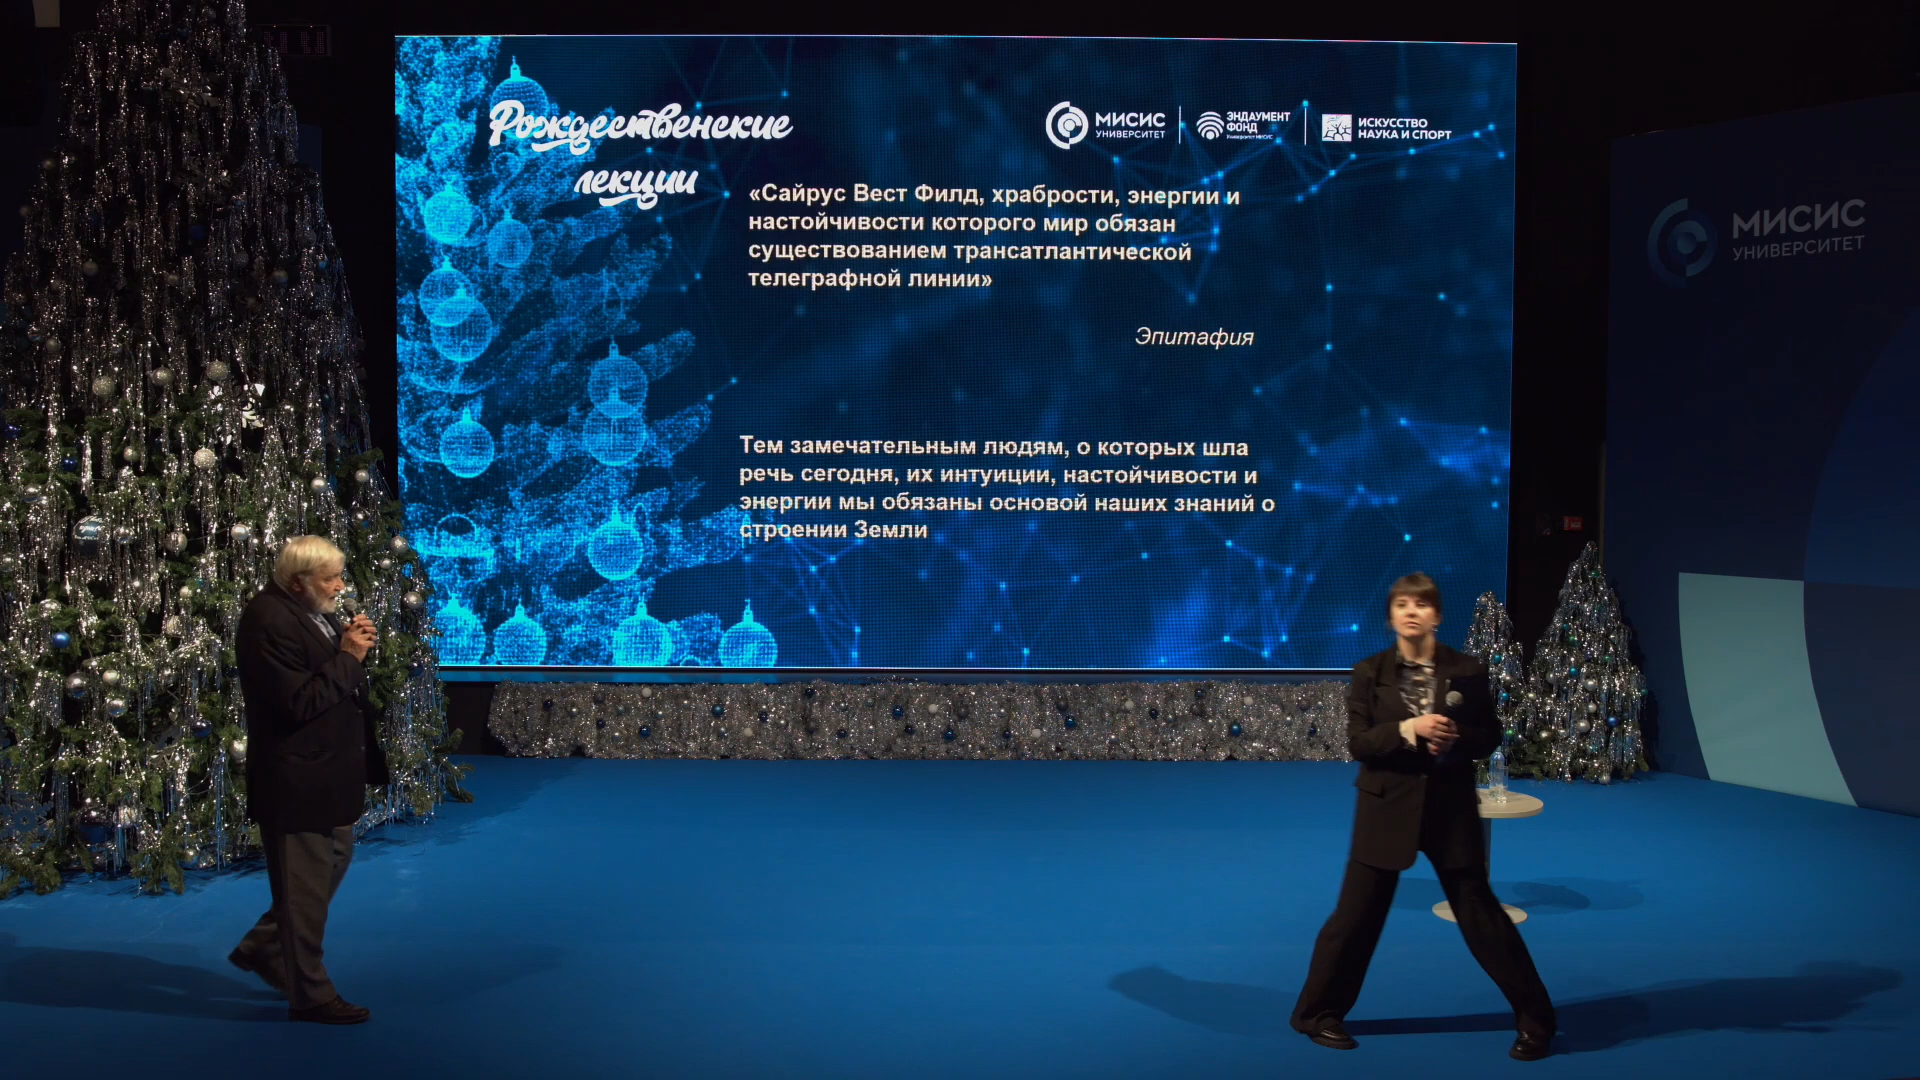 Рождественские
лекции
МИСИС
УНИВЕРСИТЕТ
ЭНДАУМЕНТ
ФОНД
Университет МИСИС
ИСКУССТВО
НАУКА И СПОРТ
«Сайрус Вест Филд, храбрости, энергии и
настойчивости которого мир обязан
существованием трансатлантической
телеграфной линии»
Эпитафия
Тем замечательным людям, о которых шла
речь сегодня, их интуиции, настойчивости и
энергии мы обязаны основой наших знаний о
строении Земли
МИСИС
УНИВЕРСИТЕТ